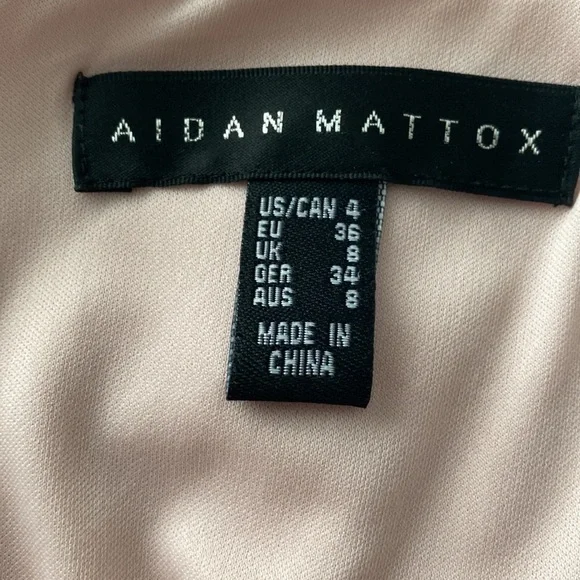 AIDAN MATTOX
US/CAN 4
EU 36
UK 8
GER 34
AUS 8
MADE IN
CHINA